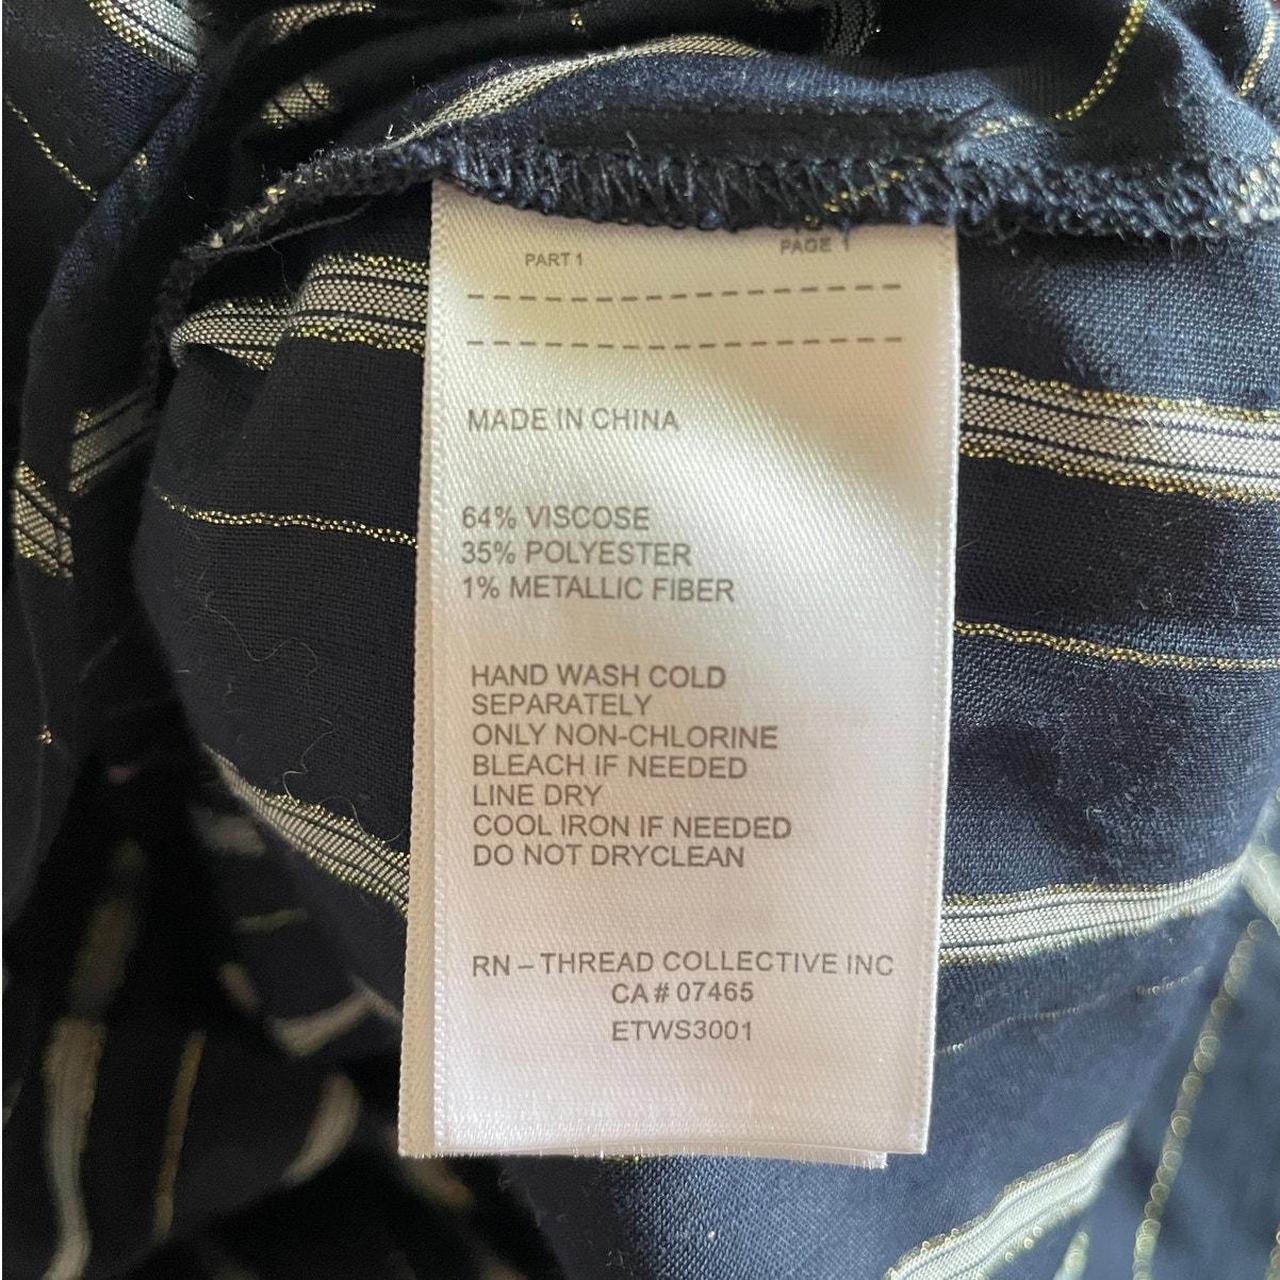 PART 1 PAGE 1
MADE IN CHINA
64% VISCOSE
35% POLYESTER
1% METALLIC FIBER
HAND WASH COLD
SEPARATELY
ONLY NON-CHLORINE
BLEACH IF NEEDED
LINE DRY
COOL IRON IF NEEDED
DO NOT DRYCLEAN
RN – THREAD COLLECTIVE INC
CA # 07465
ETWS3001